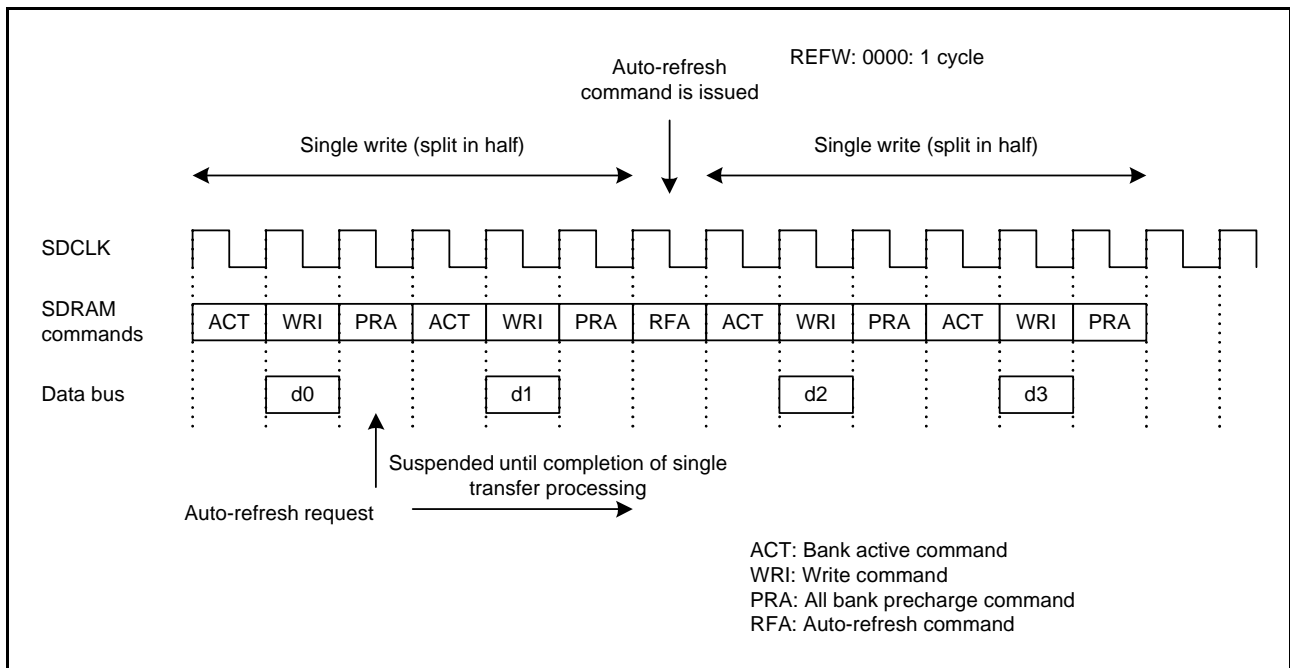 REFW: 0000: 1 cycle
Auto-refresh
command is issued
Single write (split in half)
Single write (split in half)
SDCLK
SDRAM
commands
ACT WRI PRA ACT WRI PRA RFA ACT WRI PRA ACT WRI PRA
Data bus
d0 d1 d2 d3
Suspended until completion of single
transfer processing
Auto-refresh request
ACT: Bank active command
WRI: Write command
PRA: All bank precharge command
RFA: Auto-refresh command